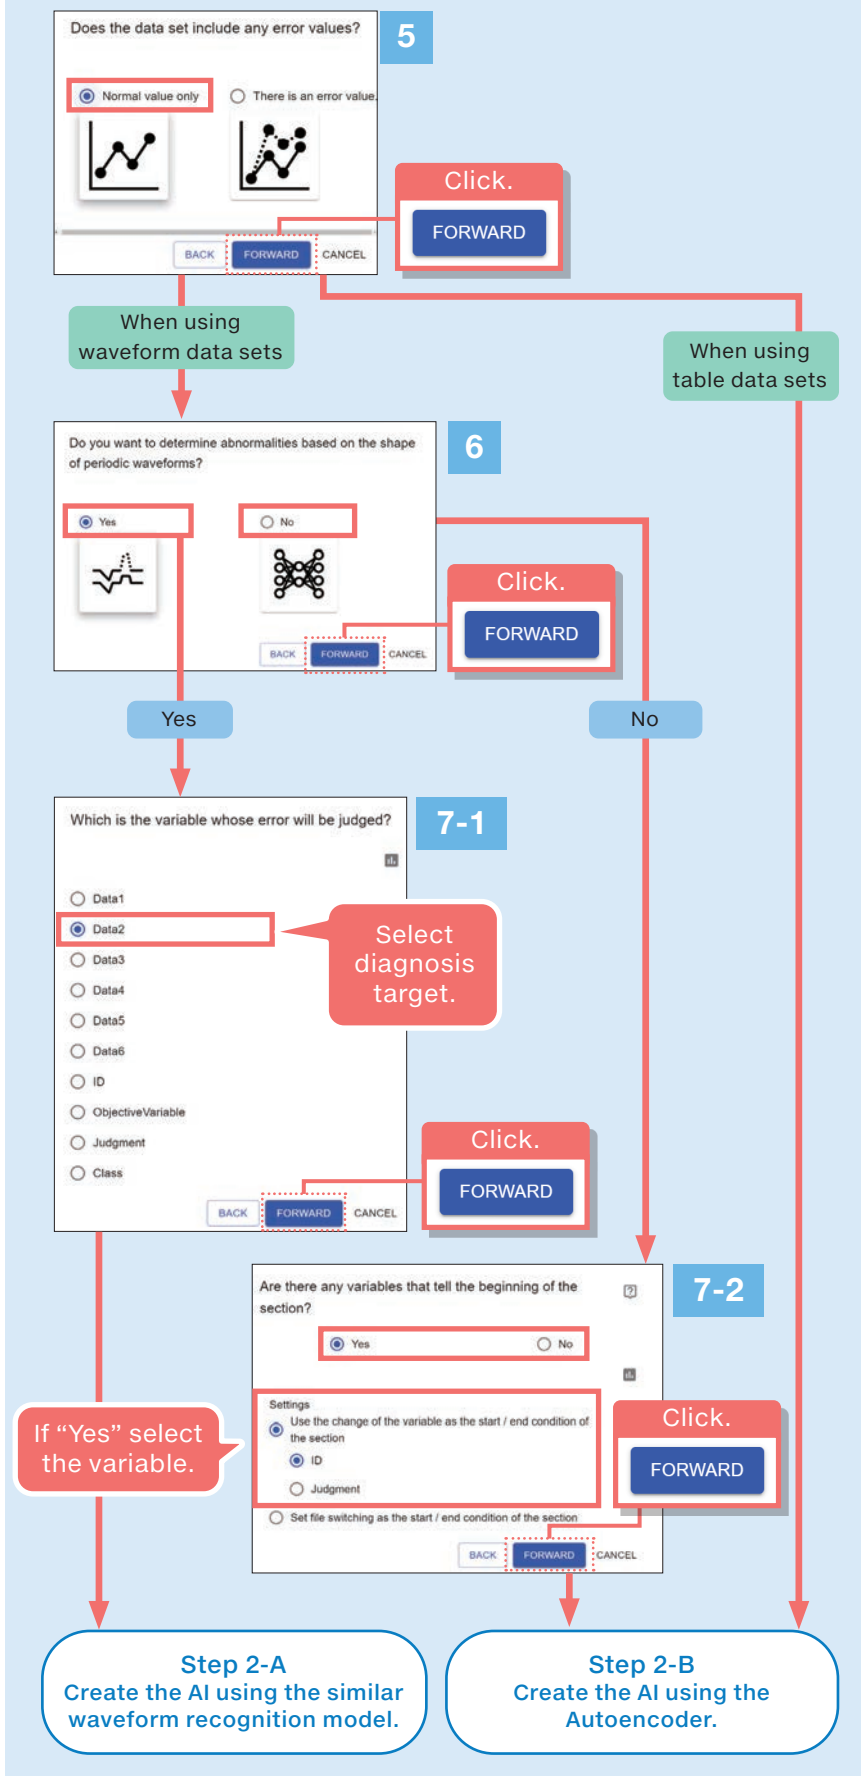 Does the data set include any error values?
5
Normal value only
There is an error value.
Click.
FORWARD
BACK
FORWARD
CANCEL
When using
waveform data sets
When using
table data sets
Do you want to determine abnormalities based on the shape
of periodic waveforms?
6
Yes
No
Click.
FORWARD
BACK
FORWARD
CANCEL
Yes
No
Which is the variable whose error will be judged?
7-1
Data1
Data2
Select
diagnosis
target.
Data3
Data4
Data5
Data6
ID
ObjectiveVariable
Judgment
Class
Click.
FORWARD
BACK
FORWARD
CANCEL
Are there any variables that tell the beginning of the
section?
?
7-2
Yes
No
If “Yes” select
the variable.
Settings
Use the change of the variable as the start / end condition of
the section
ID
Judgment
Set file switching as the start / end condition of the section
Click.
FORWARD
BACK
FORWARD
CANCEL
Step 2-A
Create the AI using the similar
waveform recognition model.
Step 2-B
Create the AI using the
Autoencoder.